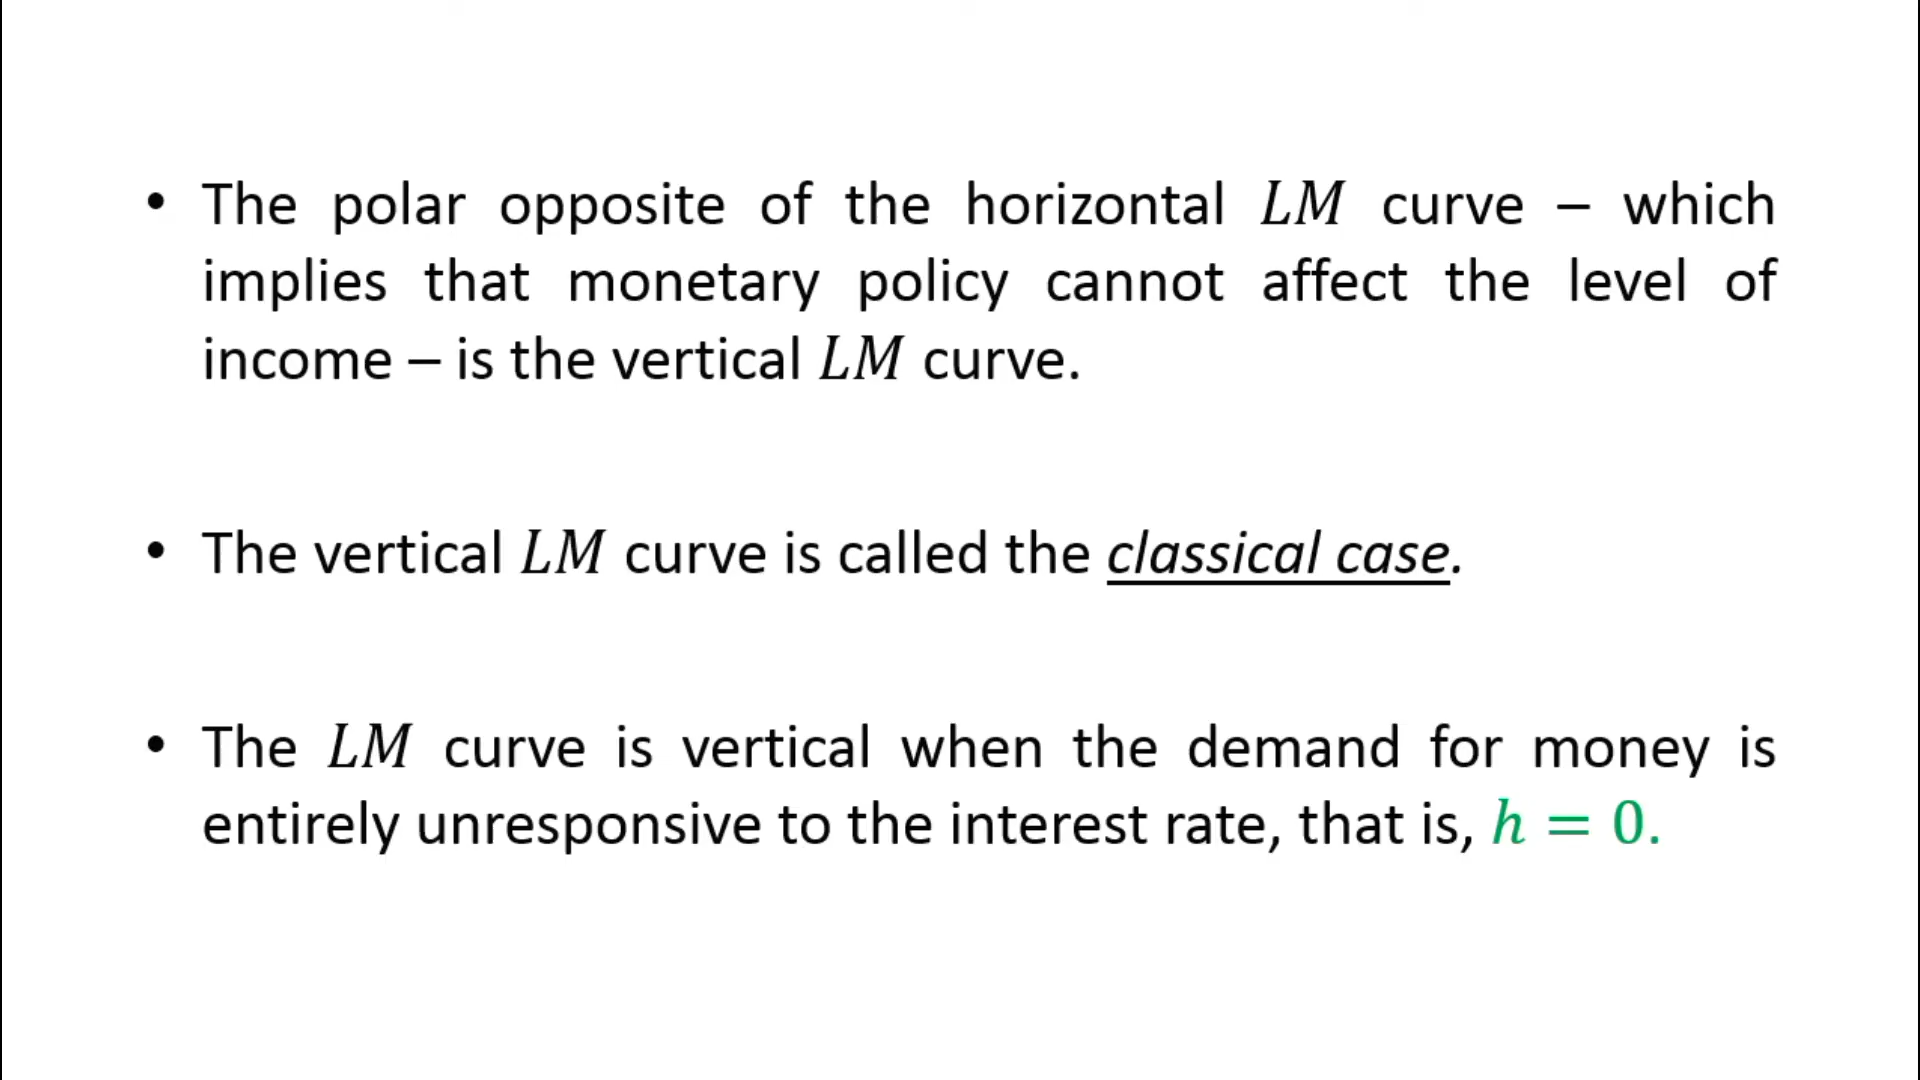 • The polar opposite of the horizontal LM curve – which
implies that monetary policy cannot affect the level of
income – is the vertical LM curve.
• The vertical LM curve is called the classical case.
• The LM curve is vertical when the demand for money is
entirely unresponsive to the interest rate, that is, h = 0.